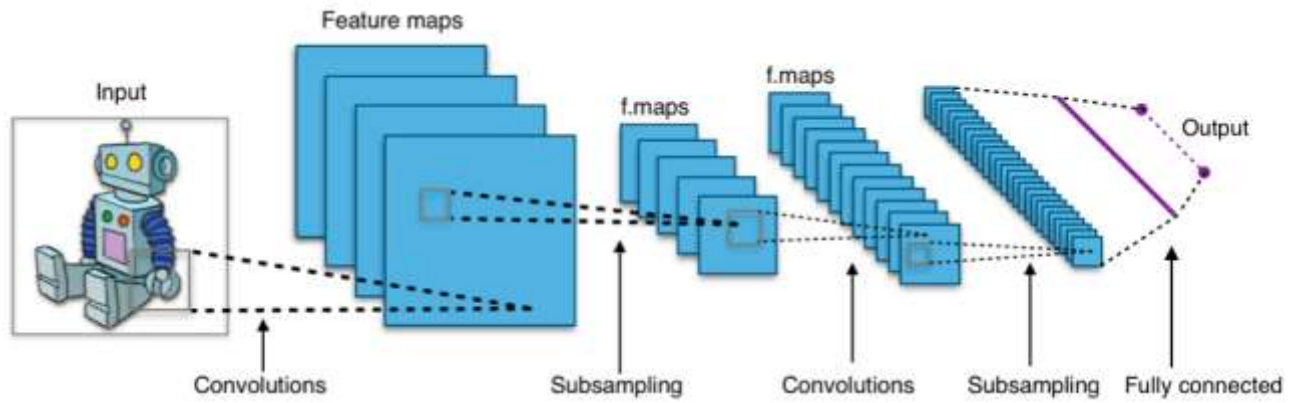 Feature maps
Input
f.maps
f.maps
Output
Convolutions
Subsampling
Convolutions
Subsampling
Fully connected